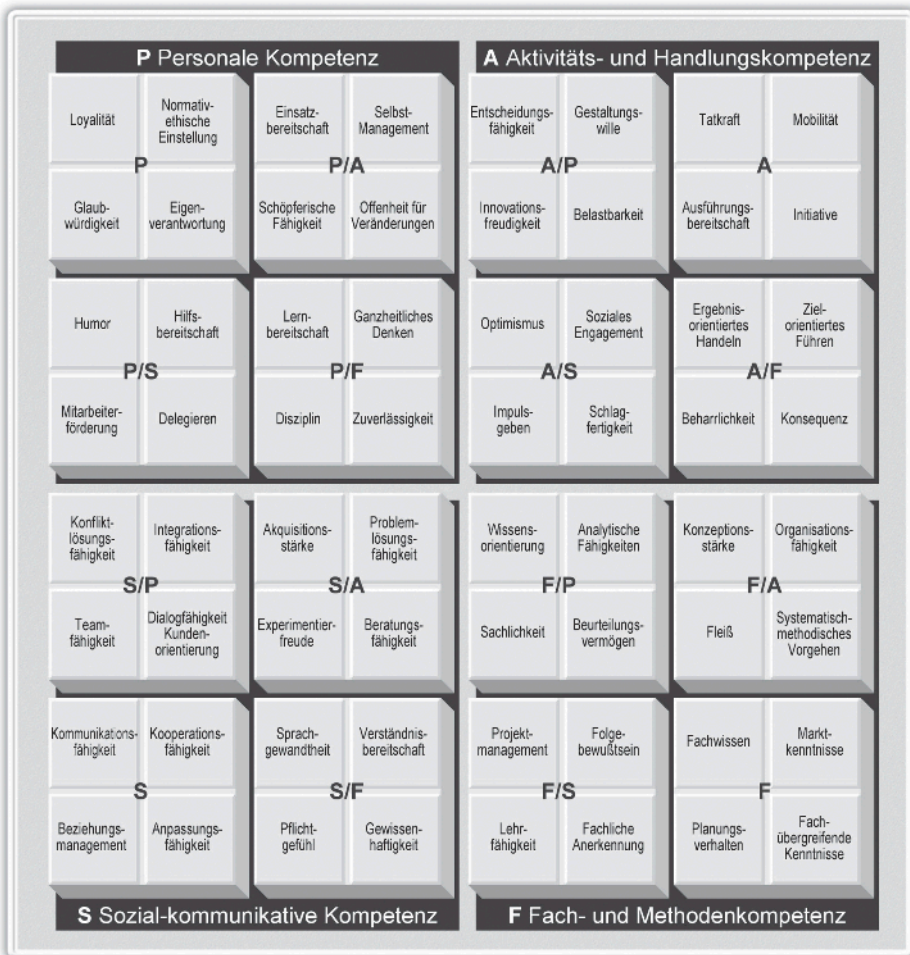 P Personale Kompetenz
Loyalität
Normativ-
ethische
Einstellung
P
Glaub-
würdigkeit
Eigen-
verantwortung
Einsatz-
bereitschaft
Selbst-
Management
P/A
Schöpferische
Fähigkeit
Offenheit für
Veränderungen
Humor
Hilfs-
bereitschaft
P/S
Mitarbeiter-
förderung
Delegieren
Lern-
bereitschaft
Ganzheitliches
Denken
P/F
Disziplin
Zuverlässigkeit
A Aktivitäts- und Handlungskompetenz
Entscheidungs-
fähigkeit
Gestaltungs-
wille
A/P
Innovations-
freudigkeit
Belastbarkeit
Tatkraft
Mobilität
A
Ausführungs-
bereitschaft
Initiative
Optimismus
Soziales
Engagement
A/S
Impuls-
geben
Schlag-
fertigkeit
Ergebnis-
orientiertes
Handeln
Ziel-
orientiertes
Führen
A/F
Beharrlichkeit
Konsequenz
Konflikt-
lösungs-
fähigkeit
Integrations-
fähigkeit
S/P
Team-
fähigkeit
Dialogfähigkeit
Kunden-
orientierung
Akquisitions-
stärke
Problem-
lösungs-
fähigkeit
S/A
Experimentier-
freude
Beratungs-
fähigkeit
Kommunikations-
fähigkeit
Kooperations-
fähigkeit
S
Beziehungs-
management
Anpassungs-
fähigkeit
Sprach-
gewandtheit
Verständnis-
bereitschaft
S/F
Pflicht-
gefühl
Gewissen-
haftigkeit
S Sozial-kommunikative Kompetenz
Wissens-
orientierung
Analytische
Fähigkeiten
F/P
Sachlichkeit
Beurteilungs-
vermögen
Konzeptions-
stärke
Organisations-
fähigkeit
F/A
Fleiß
Systematisch-
methodisches
Vorgehen
Projekt-
management
Folge-
bewußtsein
F/S
Lehr-
fähigkeit
Fachliche
Anerkennung
Fachwissen
Markt-
kenntnisse
F
Planungs-
verhalten
Fach-
übergreifende
Kenntnisse
F Fach- und Methodenkompetenz